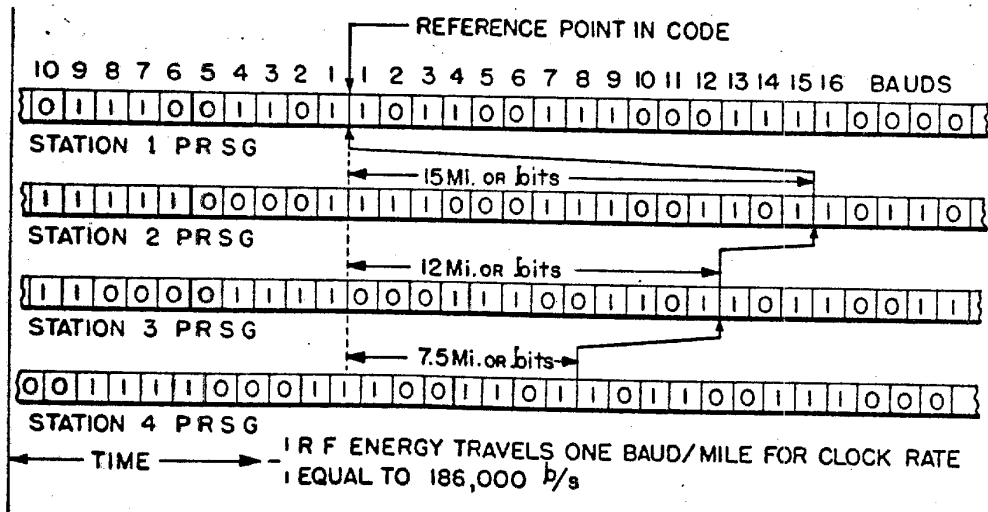 REFERENCE POINT IN CODE
10 9 8 7 6 5 4 3 2 1 1 2 3 4 5 6 7 8 9 10 11 12 13 14 15 16 BAUDS
0 1 1 1 0 0 1 1 0 1 1 0 1 1 0 0 1 1 1 0 0 0 1 1 1 1 0 0 0 0
STATION 1 PRSG
15 Mi. OR bits
1 1 1 1 1 0 0 0 0 1 1 1 1 0 0 0 1 1 1 0 0 1 1 0 1 1 0 1 1 0
STATION 2 PRSG
12 Mi. OR bits
1 1 0 0 0 0 1 1 1 1 0 0 0 1 1 1 0 0 1 1 0 1 1 0 1 1 0 0 1 1
STATION 3 PRSG
7.5 Mi. OR bits
0 0 1 1 1 1 0 0 0 1 1 1 0 0 1 1 0 1 1 0 1 1 0 0 1 1 1 0 0 0
STATION 4 PRSG
TIME
RF ENERGY TRAVELS ONE BAUD/MILE FOR CLOCK RATE
EQUAL TO 186,000 b/s